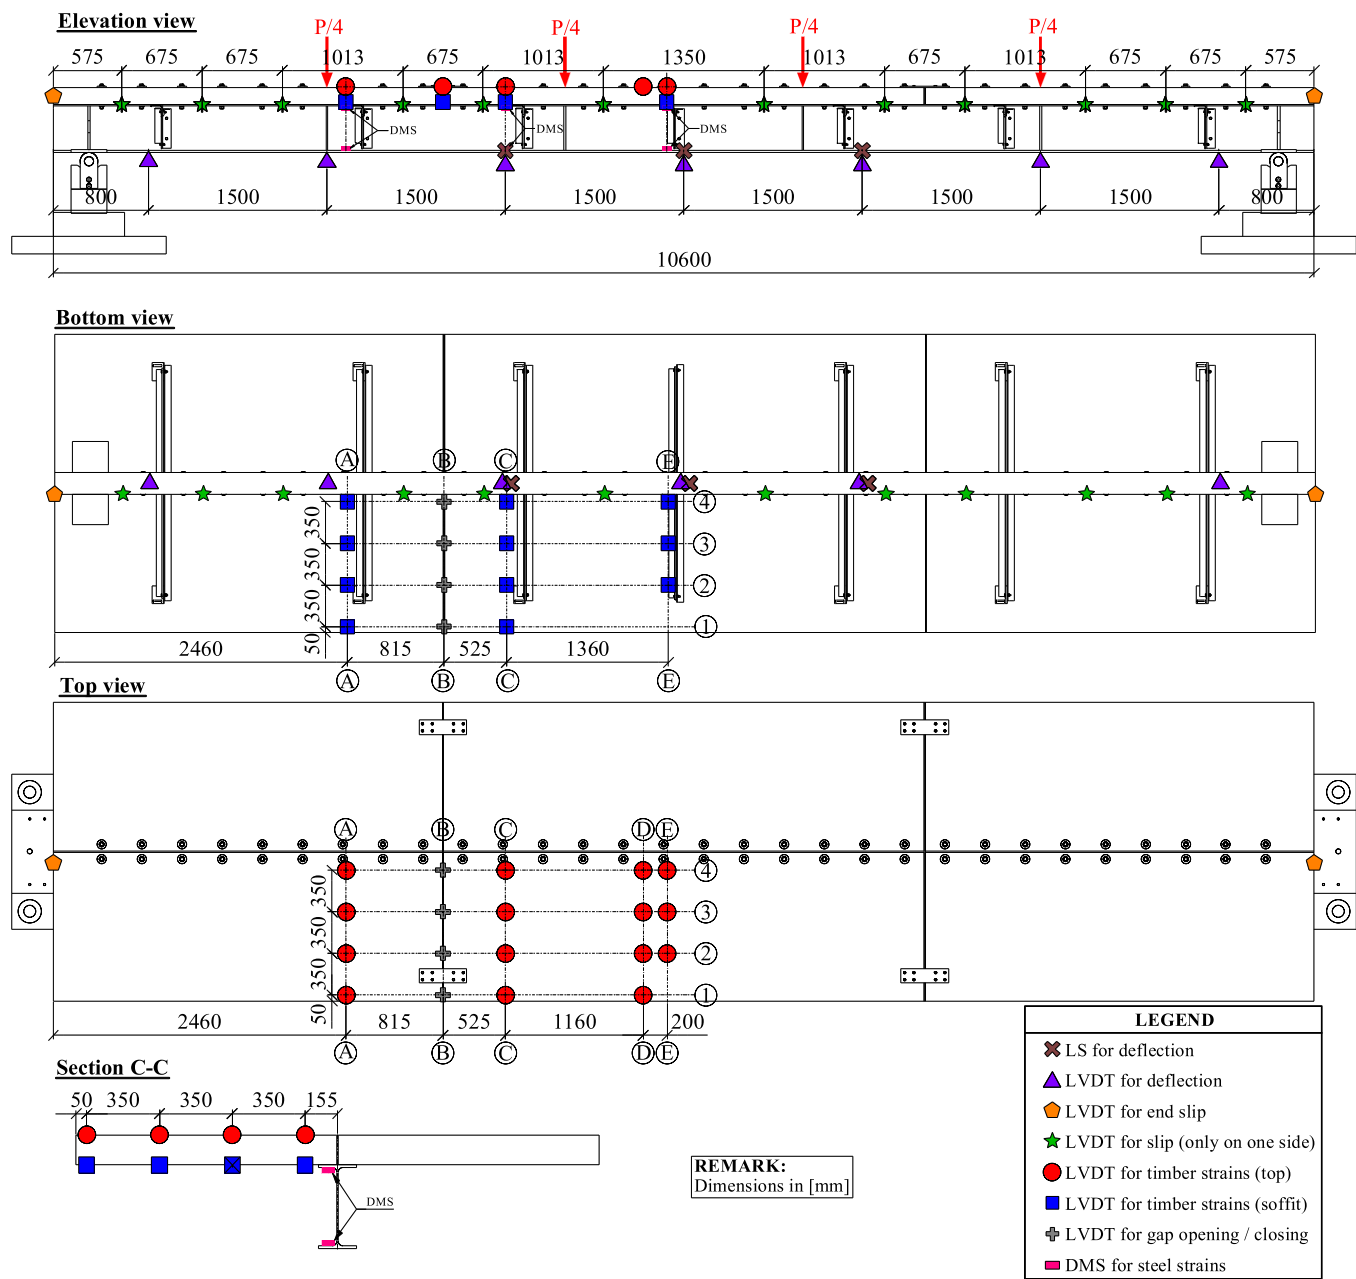 Elevation view
P/4 P/4 P/4 P/4
575 675 675 1013 675 1013 1350 1013 675 1013 675 675 575
DMS DMS DMS
800 1500 1500 1500 1500 1500 1500 800
10600
Bottom view
A B C E
4
350
3
350
2
350
1
50
2460 815 525 1360
A B C E
Top view
A B C D E
4
350
3
350
2
350
1
50
2460 815 525 1160 200
A B C D E
Section C-C
50 350 350 350 155
DMS
REMARK:
Dimensions in [mm]
LEGEND
LS for deflection
LVDT for deflection
LVDT for end slip
LVDT for slip (only on one side)
LVDT for timber strains (top)
LVDT for timber strains (soffit)
LVDT for gap opening / closing
DMS for steel strains